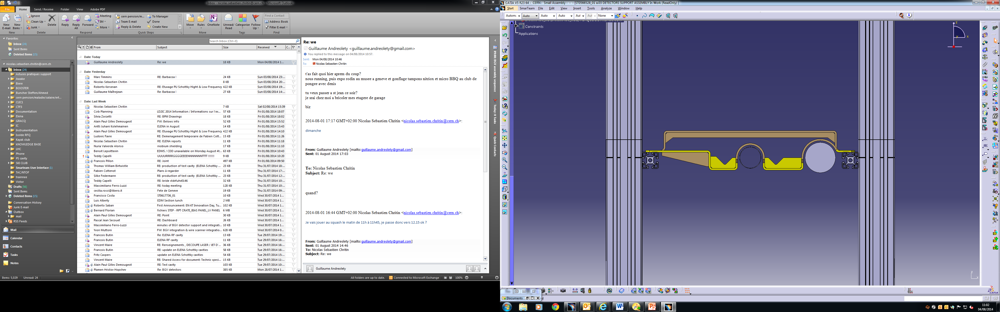 Inbox - nicolas.sebastien.chritin@cern.ch - Microsoft Outlook
File Home Send / Receive Folder View Adobe PDF
New E-mail New Items
Ignore Clean Up Junk Delete
Reply Reply All Forward Meeting IM More
cern pension/m... To Manager
Team E-mail Done
Reply & Delete Create New
Move Rules OneNote
Unread/ Read Categorize Follow Up
Find a Contact
Address Book
Filter E-mail
Delete Respond Quick Steps Move Tags Find
Favorites
Inbox (24)
Sent Items
Deleted Items (15)
nicolas.sebastien.chritin@cern.ch
Inbox (24)
Astuces pratiques support
Awake
Biere
BOOSTER
Buncher Steffen/Ahmed
cern pension/maladie/salaire/ert...
CLIC1
CTF3
Documentation
Elena
GRACQ
IC
Instrumentation
Isolde RFQ
Kayak club
kNOWLEDGE BASE
LHC
Phone
PS cavity
SKI CLUB
Smarteam User Interface (1)
TAC/NTOF
trainnee
Victor
Drafts [56]
Sent Items
Deleted Items (15)
Conversation History
Junk E-mail
Outbox
mail
RSS Feeds
Mail
Calendar
Contacts
Tasks
Notes
Search Inbox (Ctrl+E)
From Subject Size Received C...
Date: Today
Guillaume Andreolety Re: we 18 KB Mon 04/08/2014 1...
Date: Yesterday
Marc Timmins RE: Barbacoa ! 24 KB Sun 03/08/2014 23:...
Nicolas Sebastien Chritin 8 KB Sun 03/08/2014 20:...
Roberto Kersevan RE: Etuvage PU Schottky Hight & Low Frequency 422 KB Sun 03/08/2014 19:...
Guillaume Maîtrejean Re: Barbacoa ! 27 KB Sun 03/08/2014 14:...
Date: Last Week
Nicolas Sebastien Chritin 7 KB Sat 02/08/2014 15:39
Ccrb Planning LD2IC 2014 Information / Informations sur l'ex... 57 KB Fri 01/08/2014 18:07
Silvia Zorzetti RE: BPM Drawings 18 KB Fri 01/08/2014 18:02
Alain Paul Gilles Demougeot FW: Belows info 52 KB Fri 01/08/2014 15:52
Antti Juhani Kolehmainen ELENA in August 14 KB Fri 01/08/2014 15:43
Alain Paul Gilles Demougeot RE: Etuvage PU Schottky Hight & Low Frequency 422 KB Fri 01/08/2014 14:10
Ludovic Favre RE: Demenagement temporaire de Fabien Cott... 15 KB Fri 01/08/2014 11:26
Nicolas Sebastien Chritin RE: ELENA reports 11 KB Fri 01/08/2014 11:18
Nuria Valverde Alonso niobium shielding 17 KB Fri 01/08/2014 11:10
Benoit Lepoittevin EDMS / CDD unavailable on Monday August 4t... 63 KB Fri 01/08/2014 10:43
Teddy Capelli UUUURRRRGGGGEEEENNNNNNNTTTT !!!!!!!! 9 KB Fri 01/08/2014 10:20
Francois Pillon RE: Joint 497 KB Fri 01/08/2014 09:50
Thomas William Birtwistle RE: production of test cavity (ELENA Schottky ... 23 KB Thu 31/07/2014 18:...
Fabien Cottenot Plans à regarder 11 KB Thu 31/07/2014 17:...
Silke Federmann RE: production of test cavity (ELENA Schottky ... 23 KB Thu 31/07/2014 12:...
Teddy Capelli RE: bride stdvfuhv0146 32 KB Thu 31/07/2014 10:...
Massimiliano Ferro-Luzzi RE: today meeting 128 KB Thu 31/07/2014 10:...
cecilia.rossi@libero.it Fete de Geneve 19 KB Thu 31/07/2014 09:...
Francisco Costa ST0617736_01 10 KB Wed 30/07/2014 1...
Luis Alberty EDM Section lunch 2 MB Wed 30/07/2014 1...
Roberto Saban First Announcement: EN-KT Innovation Day, Tu... 102 KB Wed 30/07/2014 1...
Bernard Florian fichiers STEP - RPT CRATE_BIAS PANEL_LV PANEL 6 MB Wed 30/07/2014 1...
Alain Paul Gilles Demougeot RE: Point 30 KB Wed 30/07/2014 1...
Pascal Jean Secouet RE: Dashboard 26 KB Wed 30/07/2014 1...
Massimiliano Ferro-Luzzi minutes of BGV detector support and integrati... 10 KB Wed 30/07/2014 1...
Yvon Muttoni FW: BGV integration & wire scanner integratio... 628 KB Wed 30/07/2014 0...
Francois Butin Re: ELENA RF cavity 13 KB Tue 29/07/2014 19:...
Francois Butin ELENA RF cavity 11 KB Tue 29/07/2014 16:...
Vincent Maire RE: Renseignements , DECOUPE LASER / JET D'... 36 KB Tue 29/07/2014 16:...
Francois Butin RE: update on ELENA Schottky cavities 58 KB Tue 29/07/2014 16:...
Fritz Caspers update on ELENA Schottky cavities 54 KB Tue 29/07/2014 15:...
Vincent Maire RE: Shared Access for document: Technic speci... 15 KB Tue 29/07/2014 11:...
Alain Paul Gilles Demougeot RE: Test cavity 103 KB Tue 29/07/2014 10:...
Plamen Hristov Hopchev Re: BGV detectors 385 KB Mon 28/07/2014 1...
Re: we
Guillaume Andreolety <guillaume.andreolety@gmail.com>
You replied to this message on 04/08/2014 10:57.
Sent: Mon 04/08/2014 10:46
To: Nicolas Sebastien Chritin
t'as fait quoi hier aprem du coup?
nous running, puis expo rodin au musee a geneve et gonflage tampons nitriox et micro BBQ au club de
pongee avec denis
tu veux passer a st jean ce soir?
je srai chez moi a bricoler mes etagere de garage
biz
2014-08-01 17:17 GMT+02:00 Nicolas Sebastien Chritin <nicolas.sebastien.chritin@cern.ch>:
dimanche
From: Guillaume Andreolety [mailto:guillaume.andreolety@gmail.com]
Sent: 01 August 2014 17:03
To: Nicolas Sebastien Chritin
Subject: Re: we
quand?
2014-08-01 16:44 GMT+02:00 Nicolas Sebastien Chritin <nicolas.sebastien.chritin@cern.ch>:
Je vais jouer au squash le matin de 11h à 11h45, je passe donc vers 12.15 ok ?
From: Guillaume Andreolety [mailto:guillaume.andreolety@gmail.com]
Sent: 01 August 2014 14:46
To: Nicolas Sebastien Chritin
Subject: Re: we
Guillaume Andreolety
09:00: BGV assembly sequence
Today: 0 Tasks
Quick Contacts
Items: 5,029 Unread: 24 All folders are up to date. Connected to Microsoft Exchange 100%
CATIA V5 R23 64 - CERN : Small Assembly - - - [ST0566528_01 a.03 DETECTORS SUPPORT ASSEMBLY In Work (ReadOnly) ]
Start SmarTeam File Edit View Insert Tools Analyze Window Help
Autom. Auto Auto Auto Aut Aut None
Constraints
Applications
z
x
y
ABC
z
x
CATIA
Documents
11:02
04/08/2014